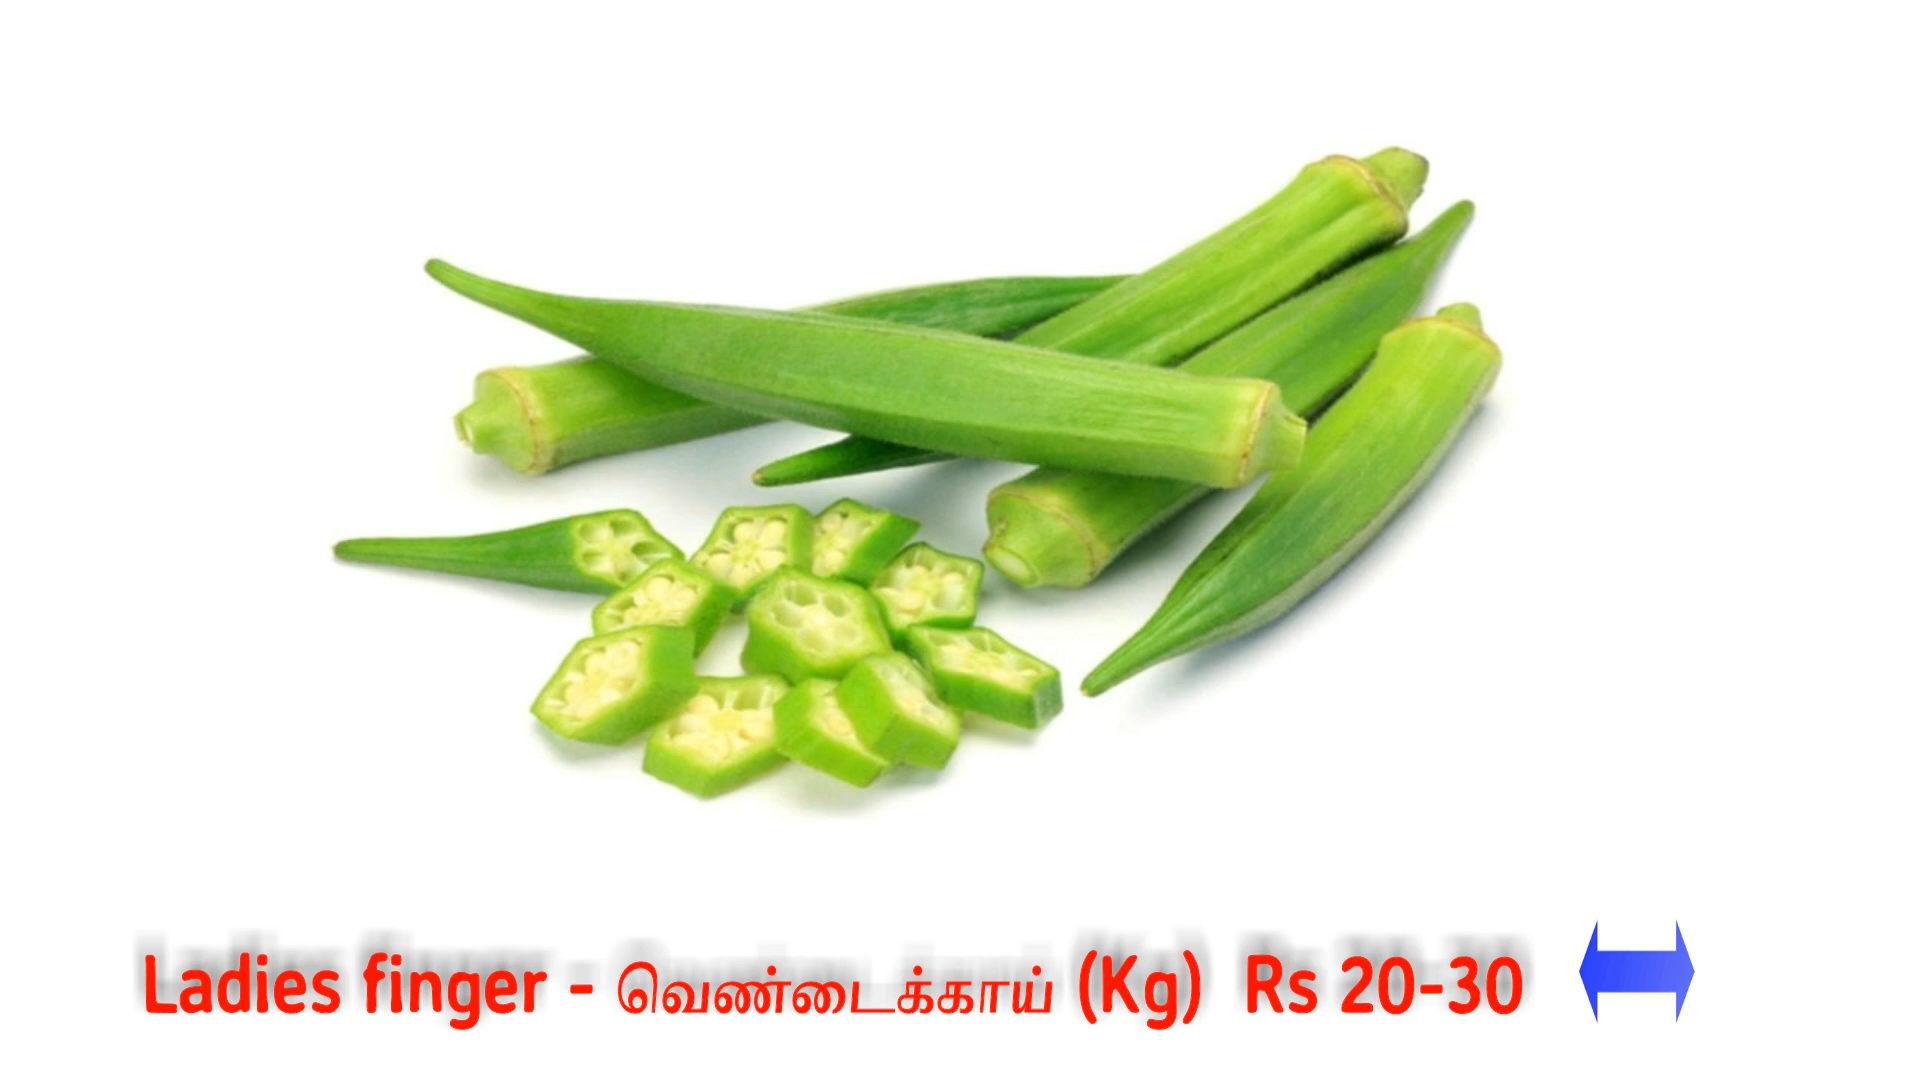 Ladies finger - வெண்டைக்காய் (Kg) Rs 20-30